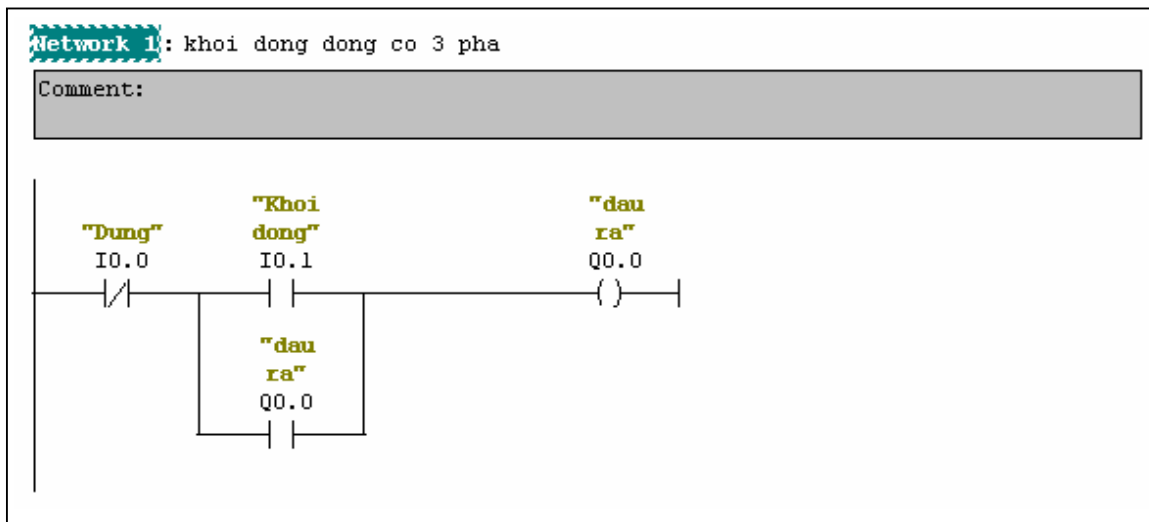 Network 1: khoi dong dong co 3 pha
Comment:
"Khoi "dau
"Dung" dong" ra"
I0.0 I0.1 Q0.0
"dau
ra"
Q0.0